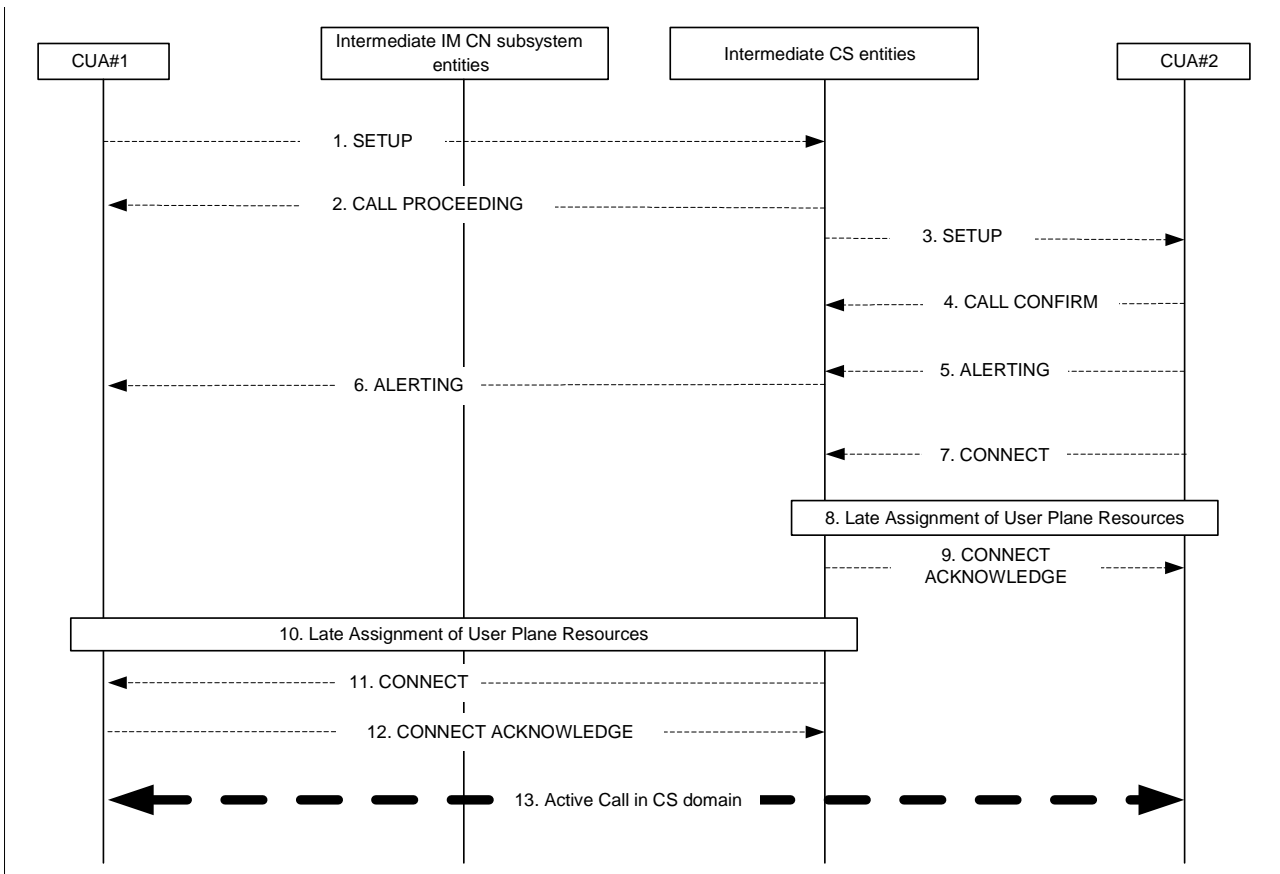 CUA#1
Intermediate IM CN subsystem
entities
Intermediate CS entities
CUA#2
1. SETUP
2. CALL PROCEEDING
3. SETUP
4. CALL CONFIRM
5. ALERTING
6. ALERTING
7. CONNECT
8. Late Assignment of User Plane Resources
9. CONNECT
ACKNOWLEDGE
10. Late Assignment of User Plane Resources
11. CONNECT
12. CONNECT ACKNOWLEDGE
13. Active Call in CS domain